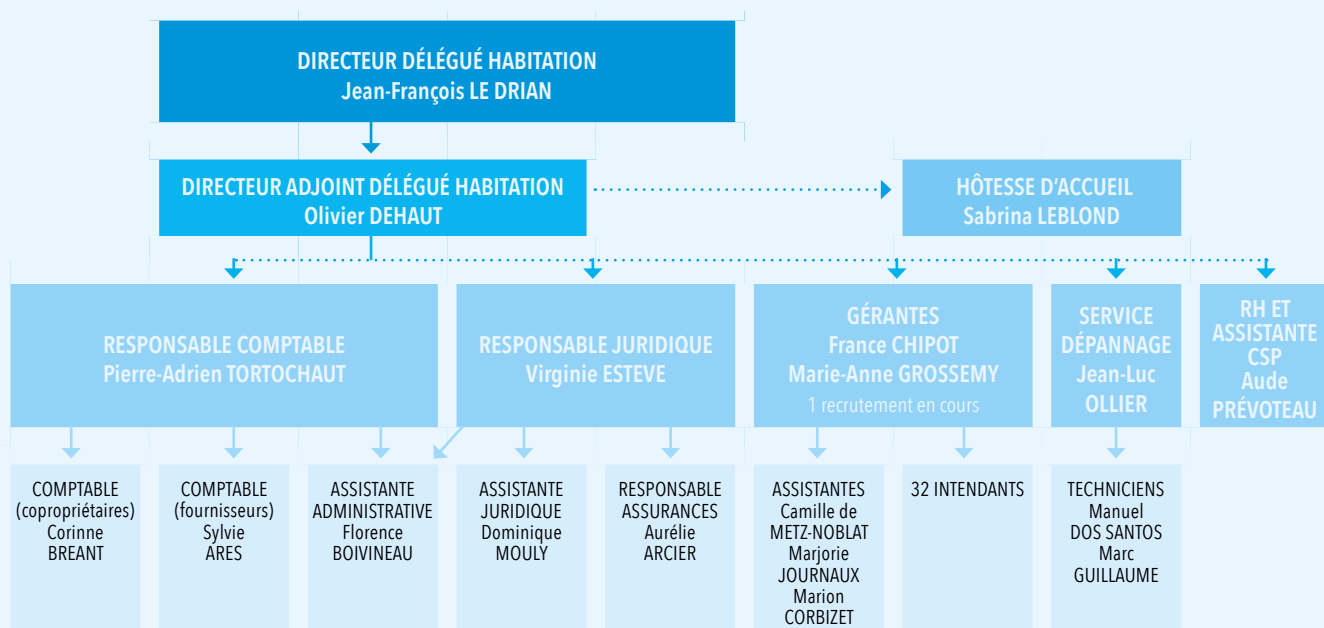 DIRECTEUR DÉLÉGUÉ HABITATION
Jean-François LE DRIAN
DIRECTEUR ADJOINT DÉLÉGUÉ HABITATION
Olivier DEHAUT
HÔTESSE D'ACCUEIL
Sabrina LEBLOND
RESPONSABLE COMPTABLE
Pierre-Adrien TORTOCHAUT
RESPONSABLE JURIDIQUE
Virginie ESTEVE
GÉRANTES
France CHIPOT
Marie-Anne GROSSEMY
1 recrutement en cours
SERVICE
DÉPANNAGE
Jean-Luc
OLLIER
RH ET
ASSISTANTE
CSP
Aude
PRÉVOTEAU
COMPTABLE
(copropriétaires)
Corinne
BREANT
COMPTABLE
(fournisseurs)
Sylvie
ARES
ASSISTANTE
ADMINISTRATIVE
Florence
BOIVINEAU
ASSISTANTE
JURIDIQUE
Dominique
MOULY
RESPONSABLE
ASSURANCES
Aurélie
ARCIER
ASSISTANTES
Camille de
METZ-NOBLAT
Marjorie
JOURNAUX
Marion
CORBIZET
32 INTENDANTS
TECHNICIENS
Manuel
DOS SANTOS
Marc
GUILLAUME